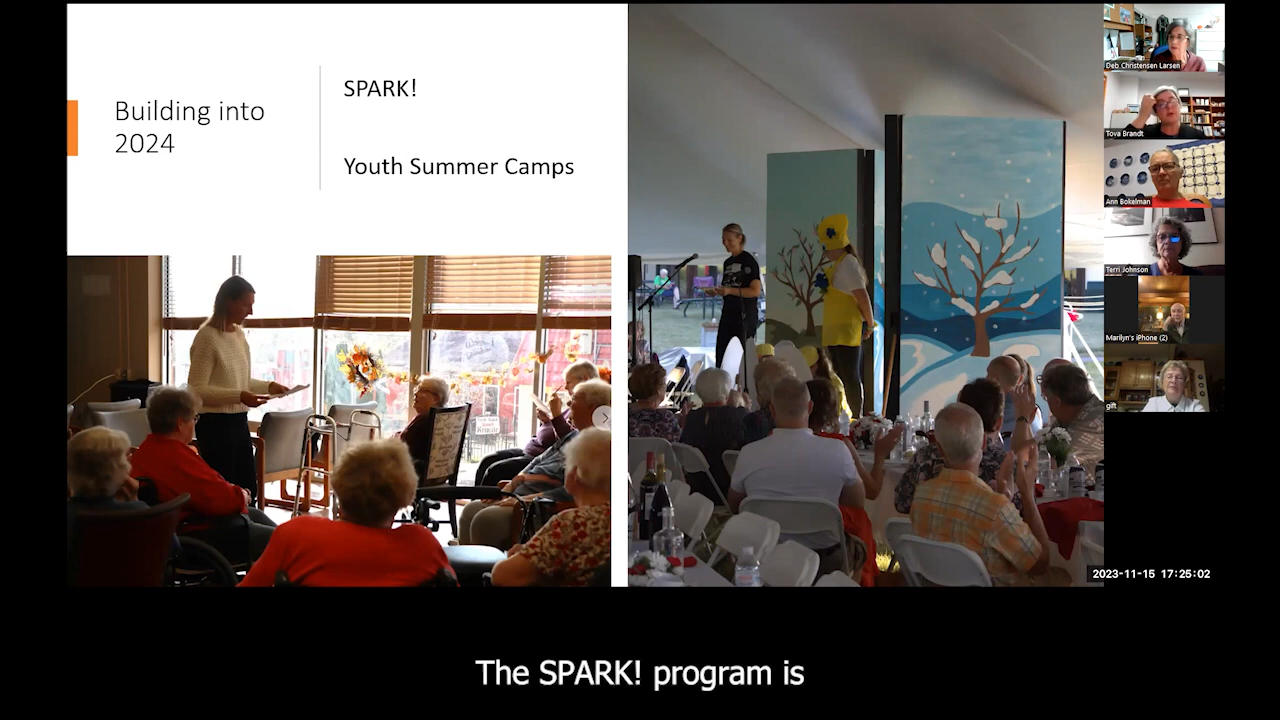 Building into
2024
SPARK!
Youth Summer Camps
Deb Christensen Larsen
Tova Brandt
Ann Bokelman
Terri Johnson
Marilyn's iPhone (2)
gift
2023-11-15 17:25:02
The SPARK! program is